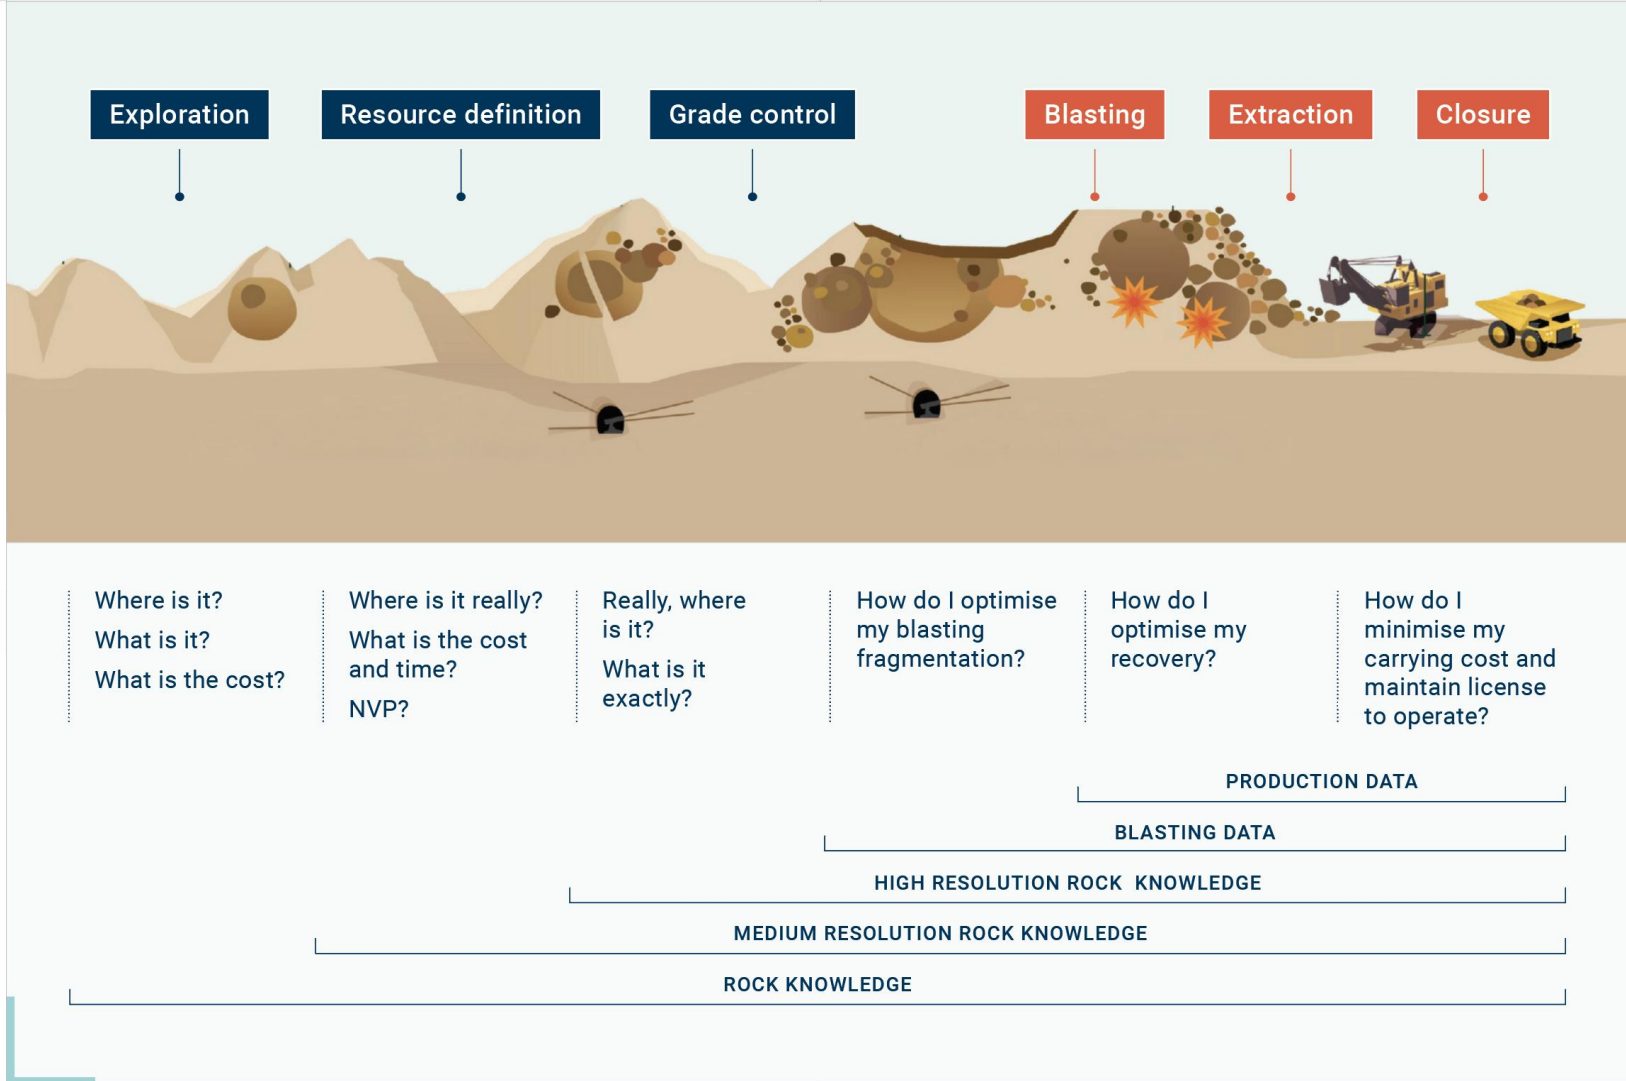 Exploration
Resource definition
Grade control
Blasting
Extraction
Closure
Where is it?
What is it?
What is the cost?
Where is it really?
What is the cost
and time?
NVP?
Really, where
is it?
What is it
exactly?
How do I optimise
my blasting
fragmentation?
How do I
optimise my
recovery?
How do I
minimise my
carrying cost and
maintain license
to operate?
PRODUCTION DATA
BLASTING DATA
HIGH RESOLUTION ROCK KNOWLEDGE
MEDIUM RESOLUTION ROCK KNOWLEDGE
ROCK KNOWLEDGE